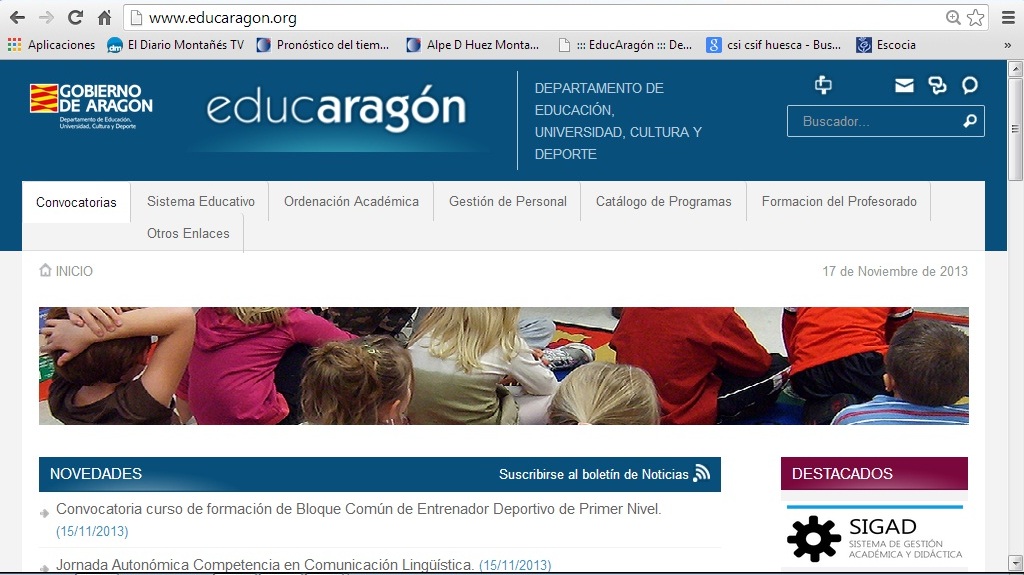 www.educaragon.org
Aplicaciones
El Diario Montañés TV
Pronóstico del tiem...
Alpe D Huez Monta...
::: EducAragón ::: De...
csi csif huesca - Bus...
Escocia
»
GOBIERNO
DE ARAGON
Departamento de Educación,
Universidad, Cultura y Deporte
educaragón
DEPARTAMENTO DE
EDUCACIÓN,
UNIVERSIDAD, CULTURA Y
DEPORTE
Buscador...
Convocatorias
Sistema Educativo
Ordenación Académica
Gestión de Personal
Catálogo de Programas
Formacion del Profesorado
Otros Enlaces
INICIO
17 de Noviembre de 2013
NOVEDADES
Suscribirse al boletín de Noticias
DESTACADOS
Convocatoria curso de formación de Bloque Común de Entrenador Deportivo de Primer Nivel.
(15/11/2013)
Jornada Autonómica Competencia en Comunicación Lingüística. (15/11/2013)
SIGAD
SISTEMA DE GESTIÓN
ACADÉMICA Y DIDÁCTICA